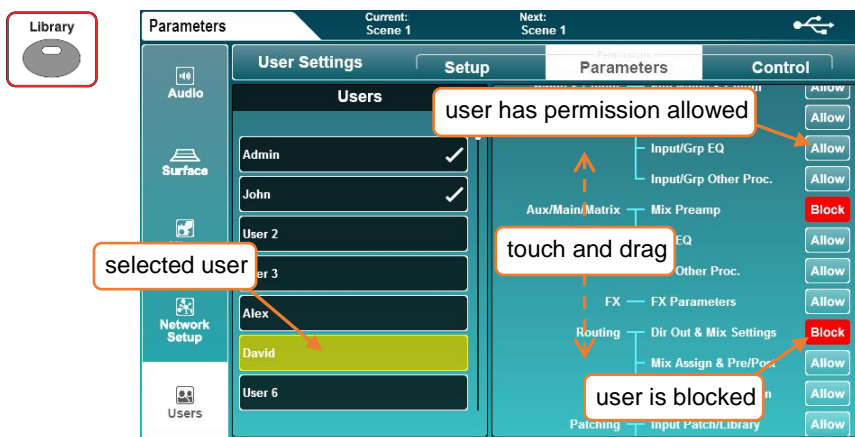 Library
Parameters
Current:
Scene 1
Next:
Scene 1
User Settings
Setup
Permissions
Parameters
Control
Audio
Surface
Network
Setup
Users
Users
Admin
John
User 2
User 3
Alex
David
User 6
Allow
Allow
Input/Grp EQ
Allow
Input/Grp Other Proc.
Allow
Aux/Main/Matrix
Mix Preamp
Block
EQ
Allow
Other Proc.
Allow
FX
FX Parameters
Allow
Routing
Dir Out & Mix Settings
Block
Mix Assign & Pre/Post
Allow
Allow
Patching
Input Patch/Library
Allow
user has permission allowed
touch and drag
selected user
user is blocked